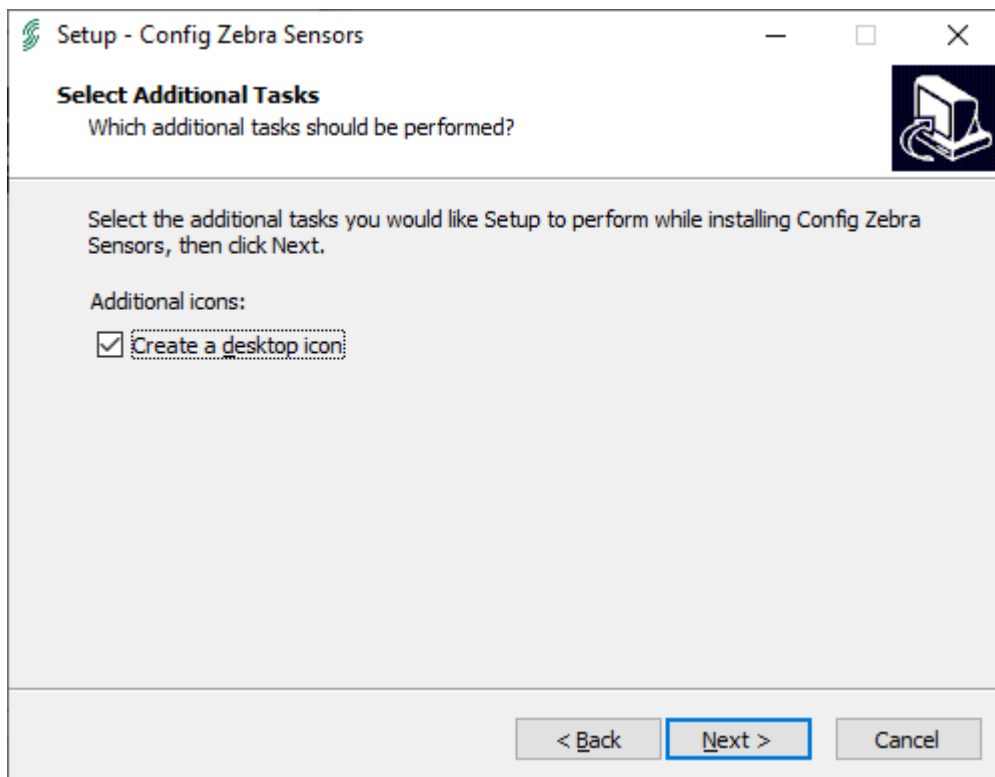 Setup - Config Zebra Sensors
Select Additional Tasks
Which additional tasks should be performed?
Select the additional tasks you would like Setup to perform while installing Config Zebra
Sensors, then click Next.
Additional icons:
Create a desktop icon
< Back
Next >
Cancel